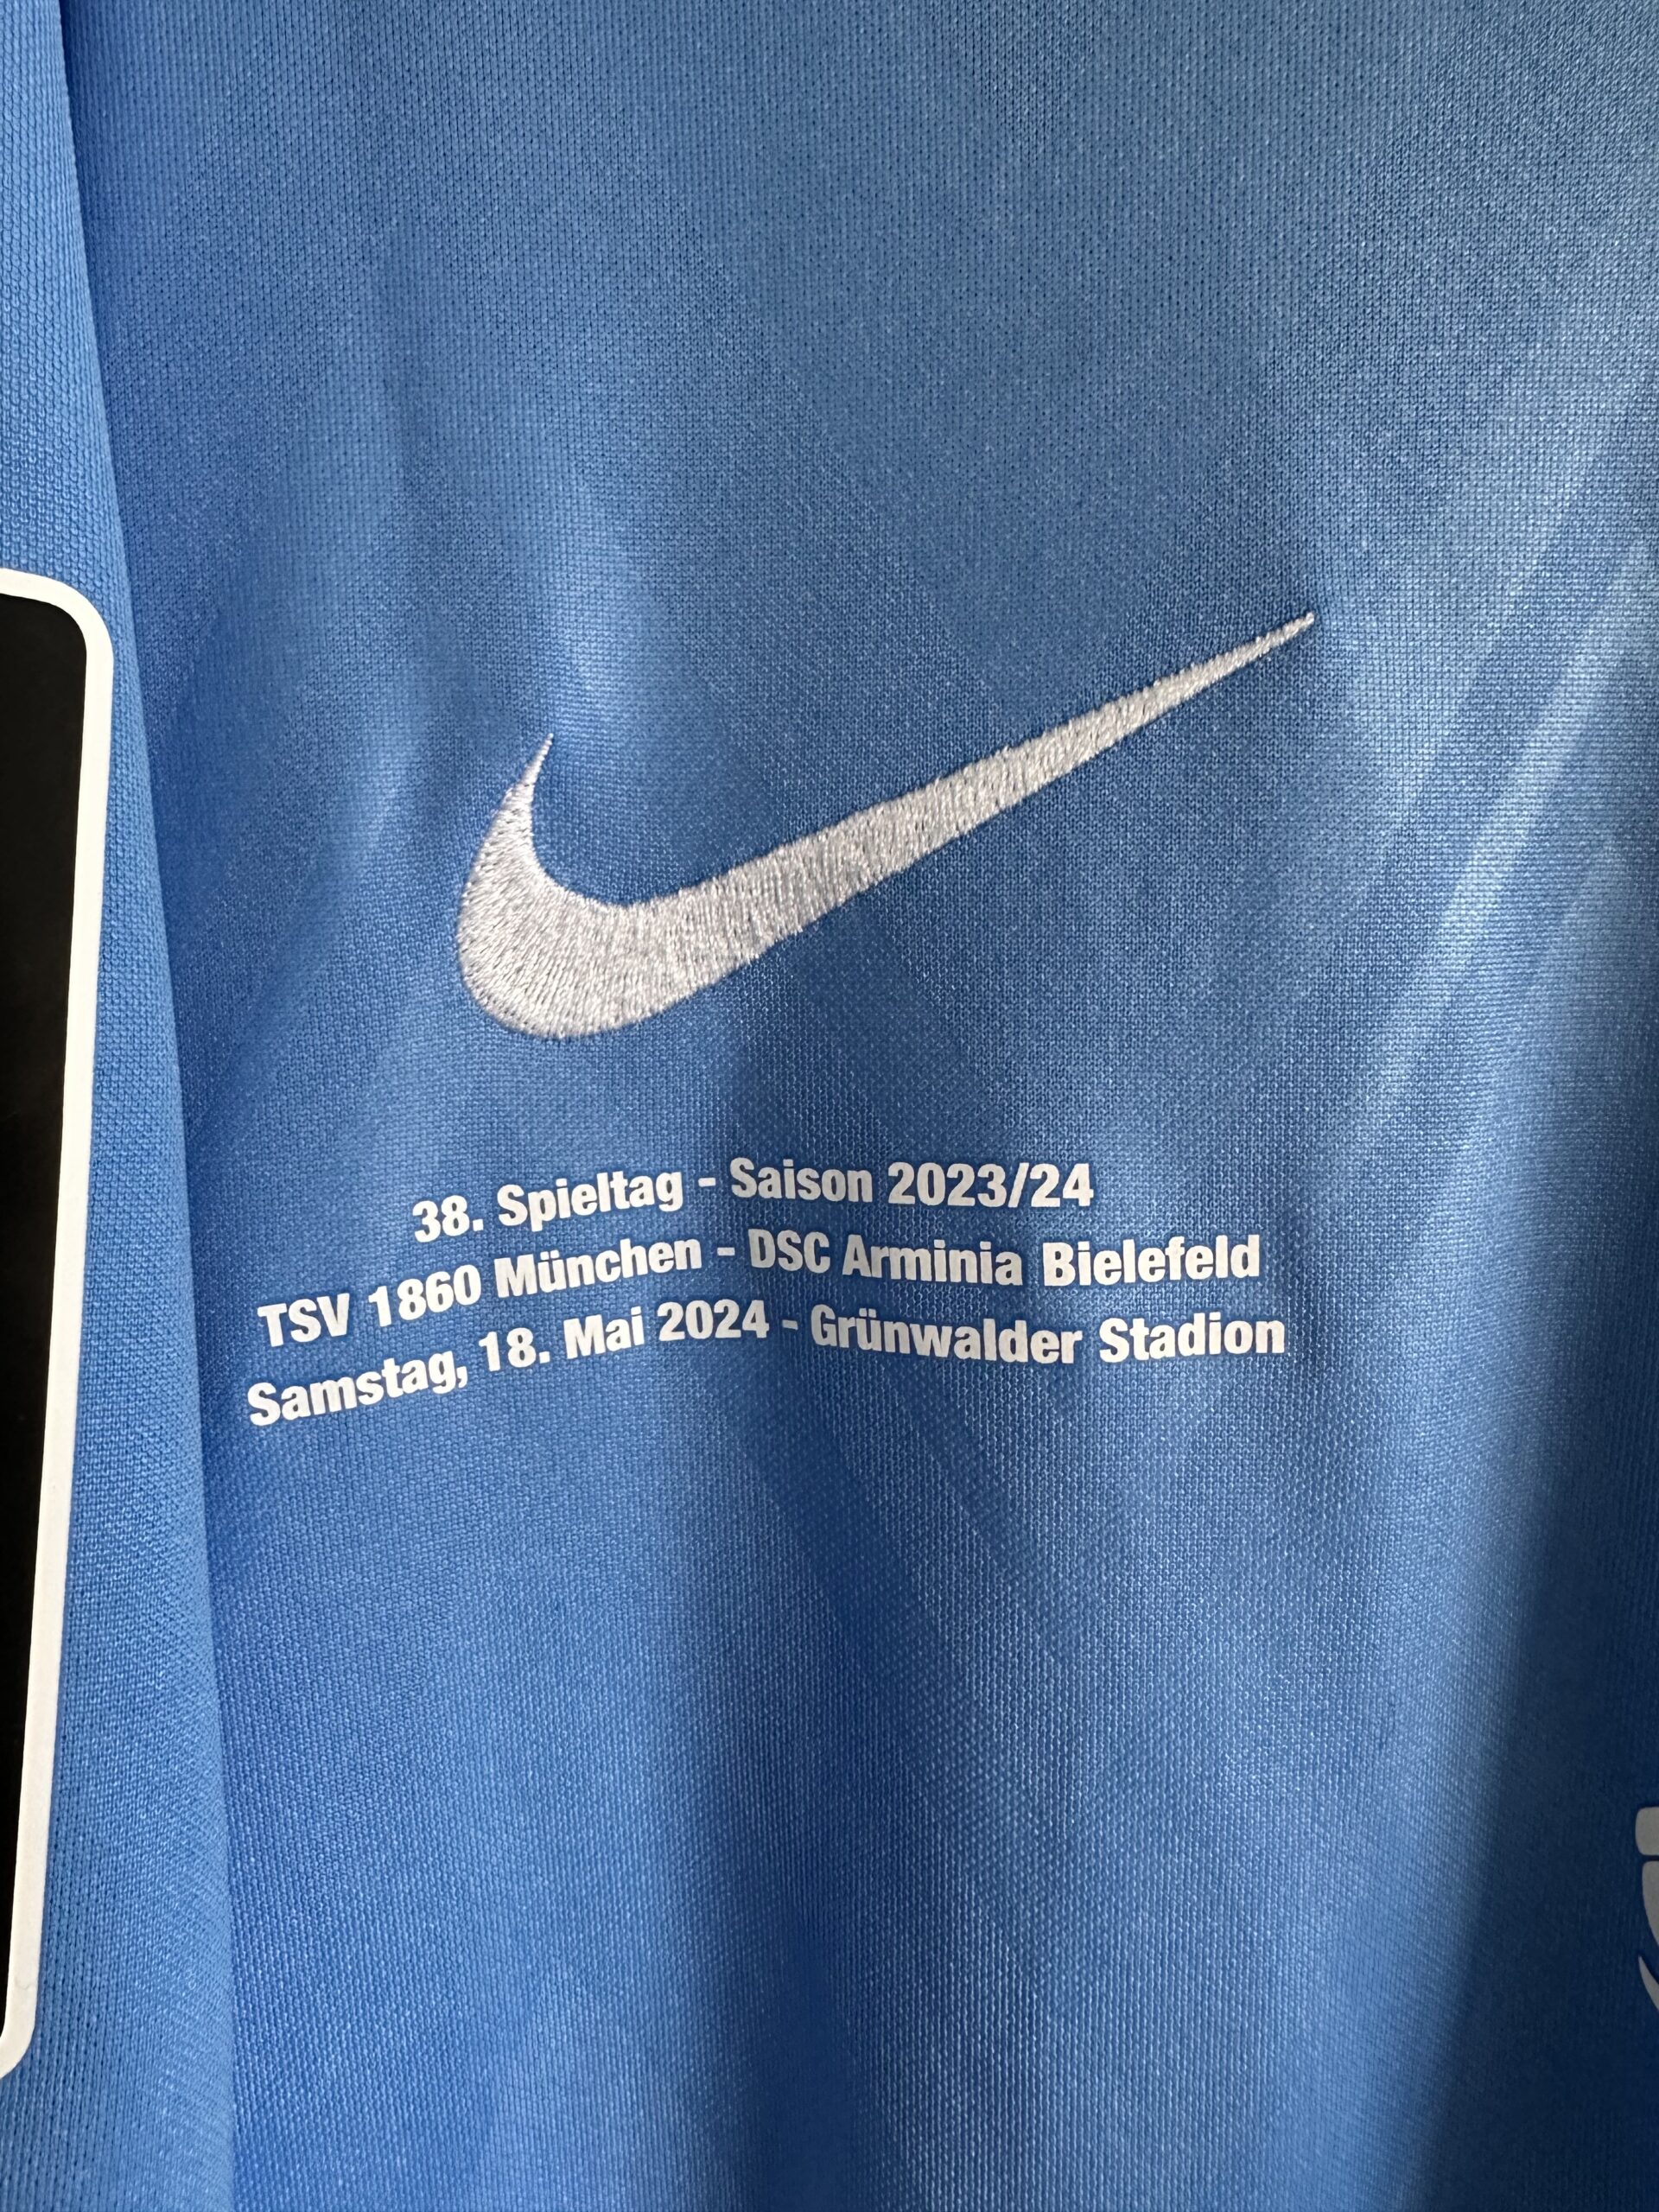 38. Spieltag - Saison 2023/24
TSV 1860 München - DSC Arminia Bielefeld
Samstag, 18. Mai 2024 - Grünwalder Stadion